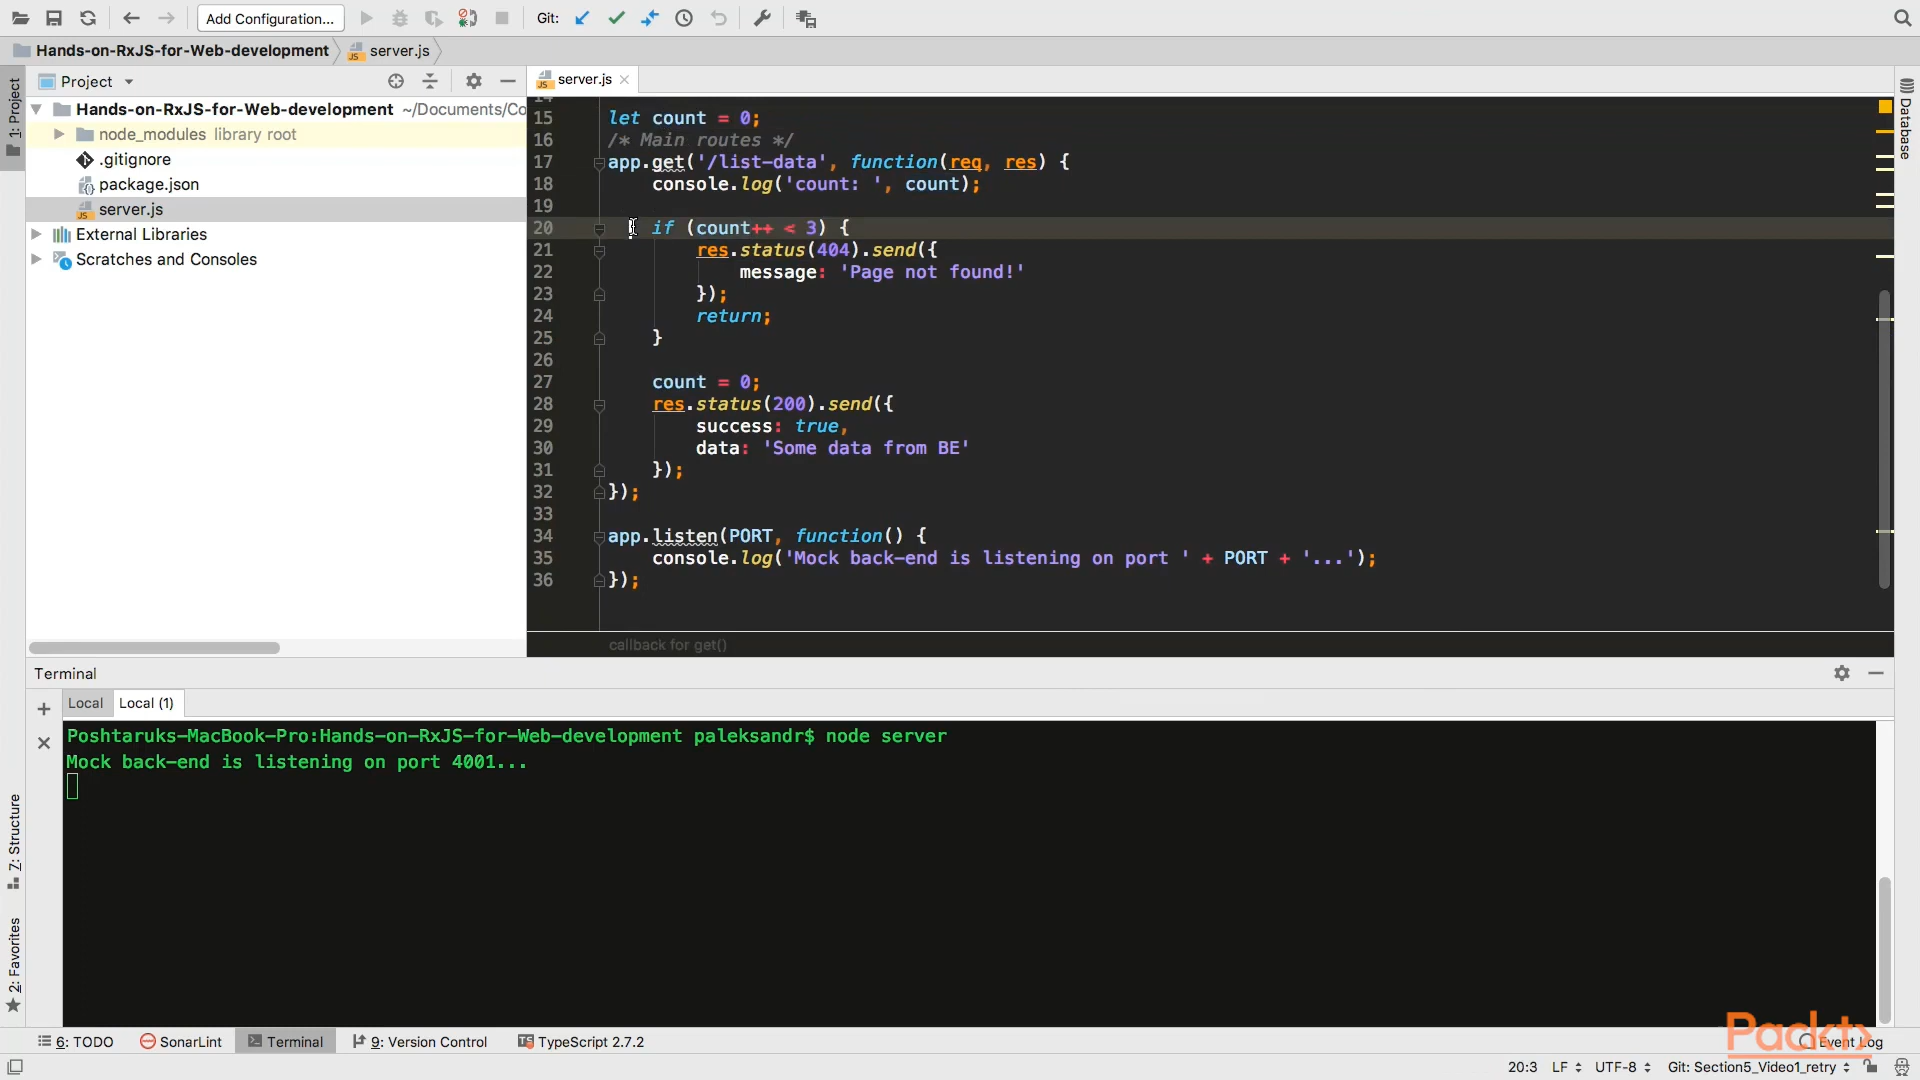 Add Configuration...
Git:
Hands-on-RxJS-for-Web-development
server.js
1: Project
Project
server.js
Database
Hands-on-RxJS-for-Web-development ~/Documents/Co
node_modules library root
.gitignore
package.json
server.js
External Libraries
Scratches and Consoles
14
15 let count = 0;
16 /* Main routes */
17 app.get('/list-data', function(req, res) {
18 console.log('count: ', count);
19
20 if (count++ < 3) {
21 res.status(404).send({
22 message: 'Page not found!'
23 });
24 return;
25 }
26
27 count = 0;
28 res.status(200).send({
29 success: true,
30 data: 'Some data from BE'
31 });
32 });
33
34 app.listen(PORT, function() {
35 console.log('Mock back-end is listening on port ' + PORT + '...');
36 });
callback for get()
Terminal
Local Local (1)
Poshtaruks-MacBook-Pro:Hands-on-RxJS-for-Web-development paleksandr$ node server
Mock back-end is listening on port 4001...
7: Structure
2: Favorites
6: TODO SonarLint Terminal 9: Version Control TypeScript 2.7.2
Packt>
Event Log
20:3 LF UTF-8 Git: Section5_Video1_retry